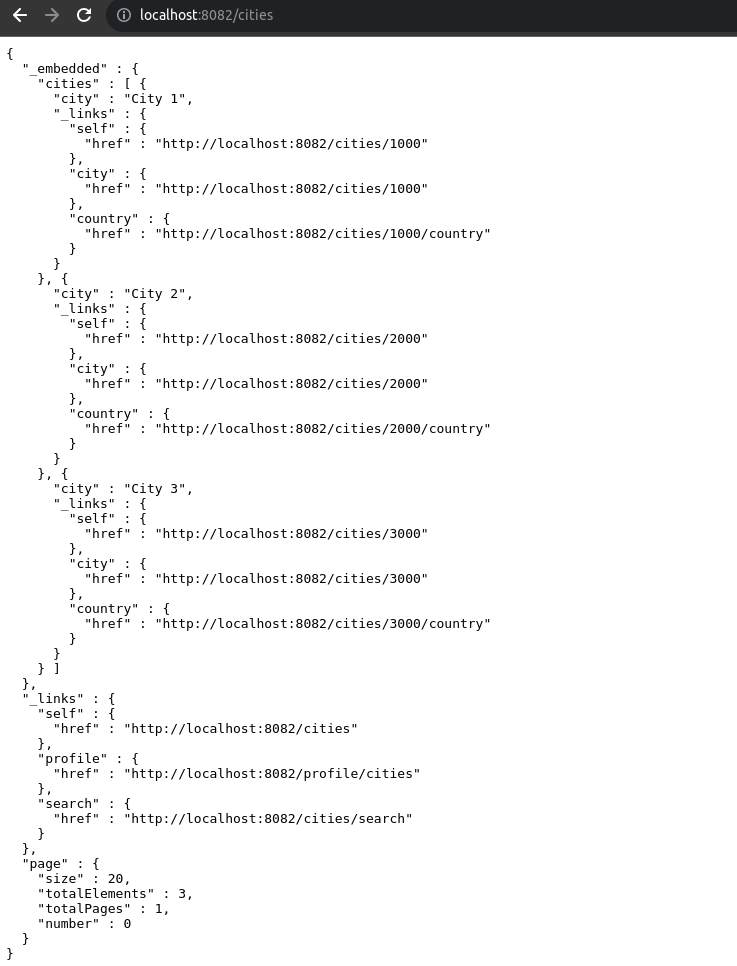 localhost:8082/cities
{
  "_embedded" : {
    "cities" : [ {
      "city" : "City 1",
      "_links" : {
        "self" : {
          "href" : "http://localhost:8082/cities/1000"
        },
        "city" : {
          "href" : "http://localhost:8082/cities/1000"
        },
        "country" : {
          "href" : "http://localhost:8082/cities/1000/country"
        }
      }
    }, {
      "city" : "City 2",
      "_links" : {
        "self" : {
          "href" : "http://localhost:8082/cities/2000"
        },
        "city" : {
          "href" : "http://localhost:8082/cities/2000"
        },
        "country" : {
          "href" : "http://localhost:8082/cities/2000/country"
        }
      }
    }, {
      "city" : "City 3",
      "_links" : {
        "self" : {
          "href" : "http://localhost:8082/cities/3000"
        },
        "city" : {
          "href" : "http://localhost:8082/cities/3000"
        },
        "country" : {
          "href" : "http://localhost:8082/cities/3000/country"
        }
      }
    } ]
  },
  "_links" : {
    "self" : {
      "href" : "http://localhost:8082/cities"
    },
    "profile" : {
      "href" : "http://localhost:8082/profile/cities"
    },
    "search" : {
      "href" : "http://localhost:8082/cities/search"
    }
  },
  "page" : {
    "size" : 20,
    "totalElements" : 3,
    "totalPages" : 1,
    "number" : 0
  }
}